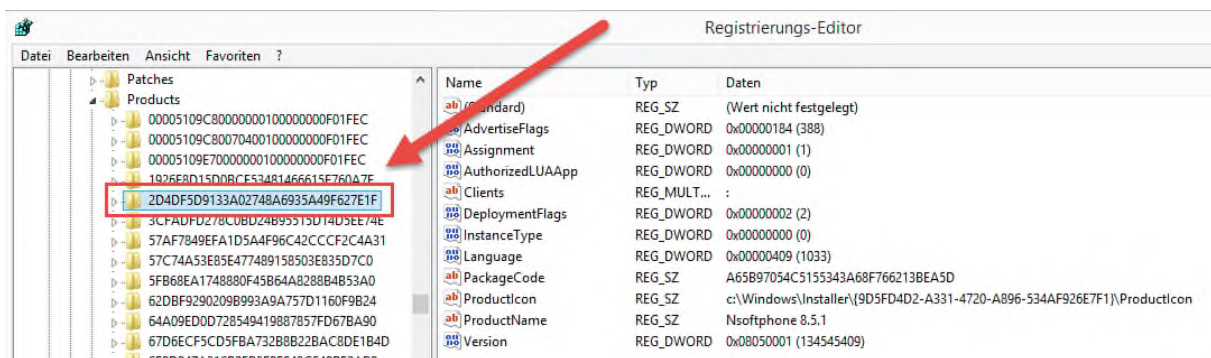 Registrierungs-Editor
Datei Bearbeiten Ansicht Favoriten ?
Patches
Products
00005109C80000000100000000F01FEC
00005109C80070400100000000F01FEC
00005109E70000000100000000F01FEC
1926E8D15D0BCE53481466615E760A7F
2D4DF5D9133A02748A6935A49F627E1F
3CFADFD278C0BD24B95515D14D5EE74E
57AF7849EFA1D5A4F96C42CCCF2C4A31
57C74A53E85E477489158503E835D7C0
5FB68EA1748880F45B64A8288B4B53A0
62DBF9290209B993A9A757D1160F9B24
64A09ED0D728549419887857FD67BA90
67D6ECF5CD5FBA732B8B22BAC8DE1B4D
Name Typ Daten
REG_SZ (Wert nicht festgelegt)
AdvertiseFlags REG_DWORD 0x00000184 (388)
Assignment REG_DWORD 0x00000001 (1)
AuthorizedLUAApp REG_DWORD 0x00000000 (0)
Clients REG_MULT... :
DeploymentFlags REG_DWORD 0x00000002 (2)
InstanceType REG_DWORD 0x00000000 (0)
Language REG_DWORD 0x00000409 (1033)
PackageCode REG_SZ A65B97054C5155343A68F766213BEA5D
ProductIcon REG_SZ c:\Windows\Installer\{9D5FD4D2-A331-4720-A896-534AF926E7F1}\ProductIcon
ProductName REG_SZ Nsoftphone 8.5.1
Version REG_DWORD 0x08050001 (134545409)